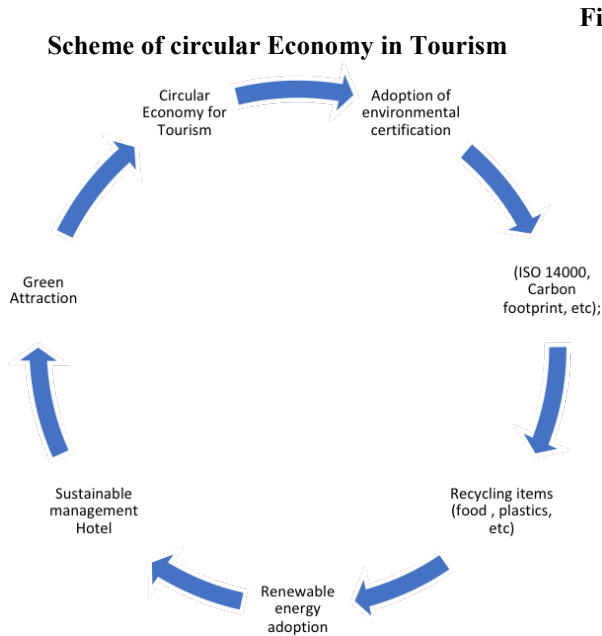 Fi
Scheme of circular Economy in Tourism
Circular
Economy for
Tourism
Adoption of
environmental
certification
(ISO 14000,
Carbon
footprint, etc);
Recycling items
(food , plastics,
etc)
Renewable
energy
adoption
Sustainable
management
Hotel
Green
Attraction